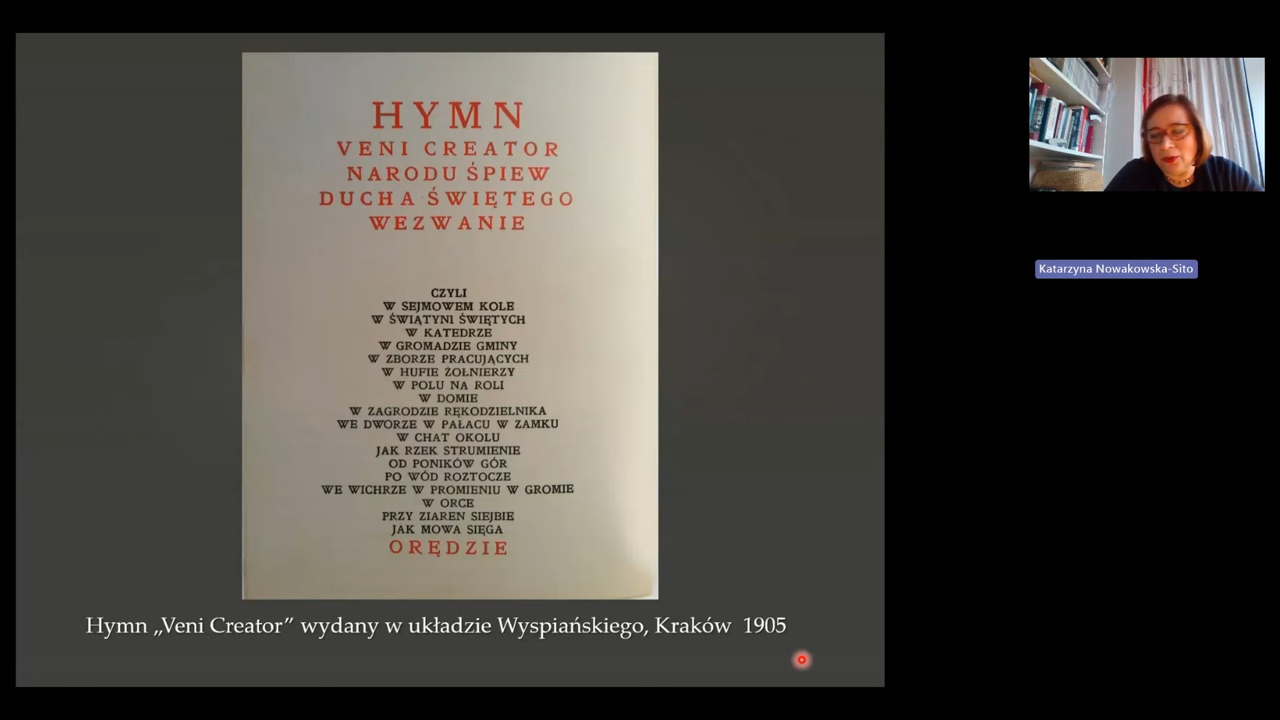 HYMN
VENI CREATOR
NARODU ŚPIEW
DUCHA ŚWIĘTEGO
WEZWANIE
CZYLI
W SEJMOWEM KOLE
W ŚWIĄTYNI ŚWIĘTYCH
W KATEDRZE
W GROMADZIE GMINY
W ZBORZE PRACUJĄCYCH
W HUFIE ŻOŁNIERZY
W POLU NA ROLI
W DOMIE
W ZAGRODZIE RĘKODZIELNIKA
WE DWORZE W PAŁACU W ZAMKU
W CHAT OKOLU
JAK RZEK STRUMIENIE
OD PONIKÓW GÓR
PO WÓD ROZTOCZE
WE WICHRZE W PROMIENIU W GROMIE
W ORCE
PRZY ZIAREN SIEJBIE
JAK MOWA SIĘGA
ORĘDZIE
Hymn „Veni Creator” wydany w układzie Wyspiańskiego, Kraków 1905
Katarzyna Nowakowska-Sito